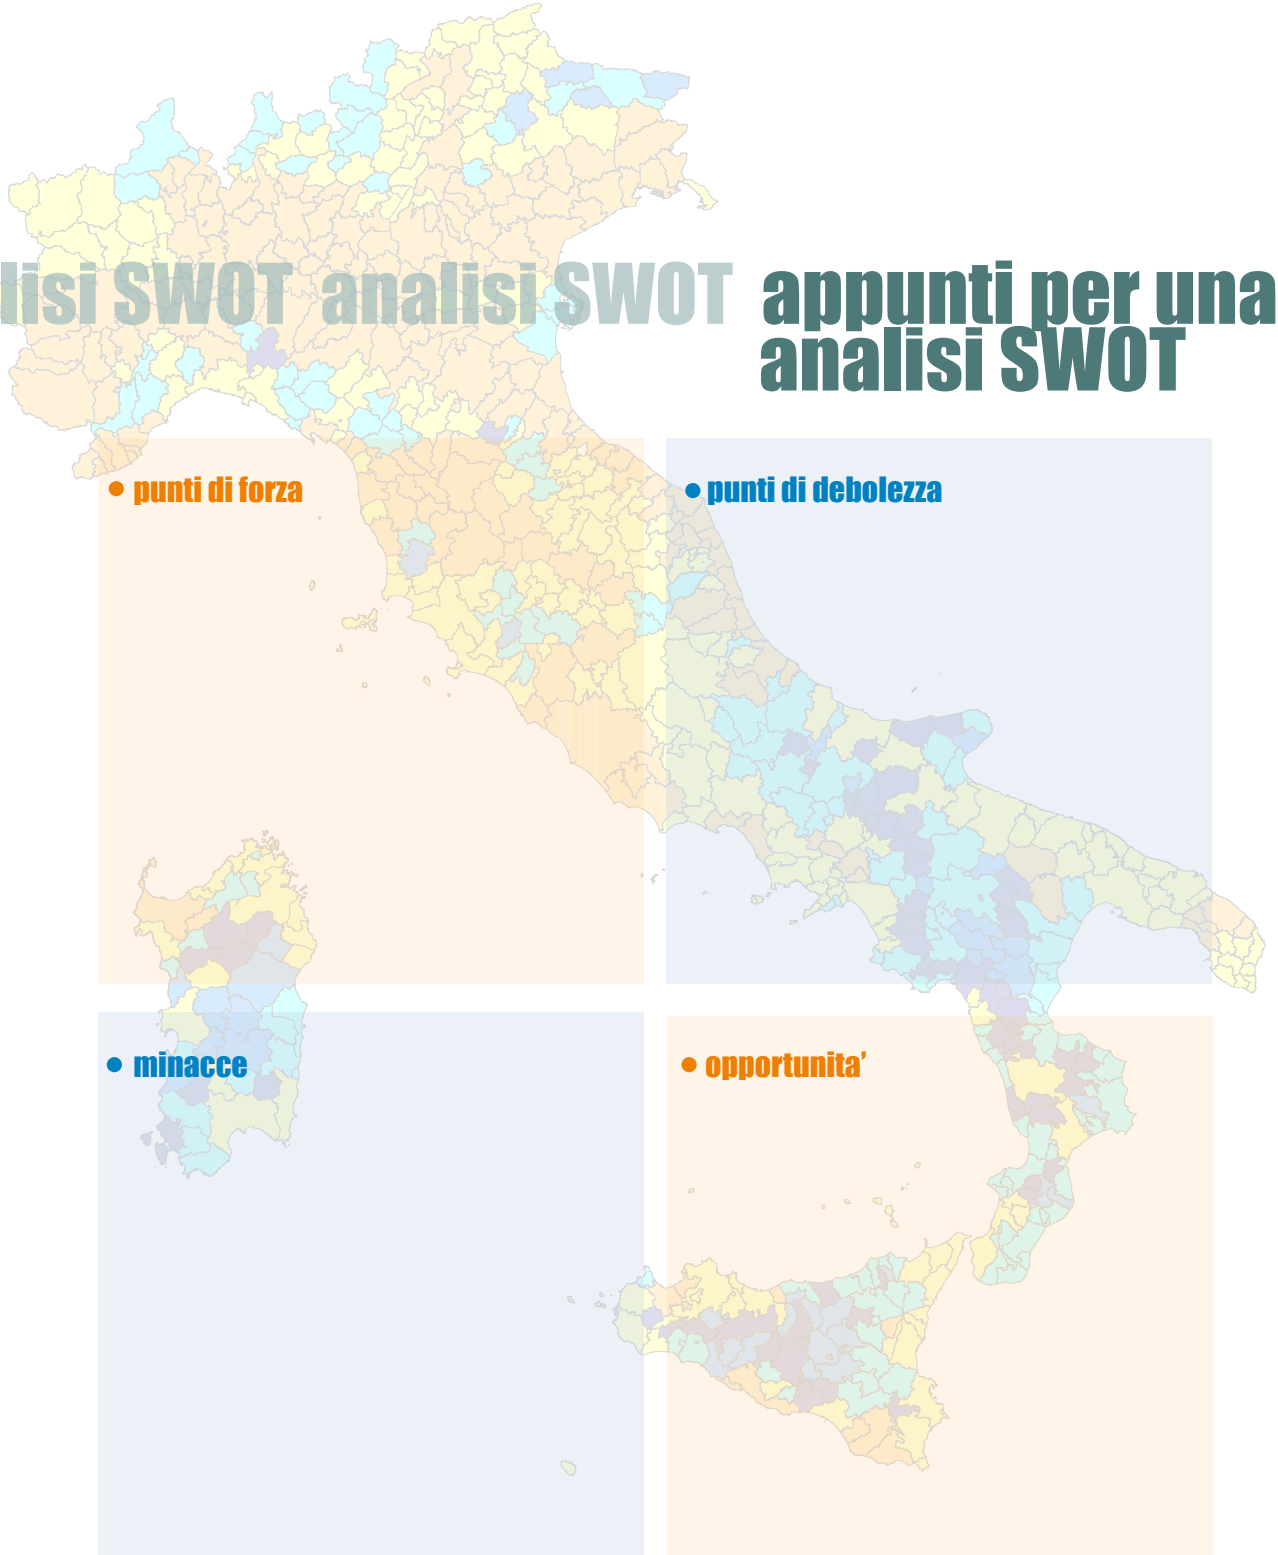 lisi SWOT analisi SWOT appunti per una
analisi SWOT
• punti di forza
• punti di debolezza
• minacce
• opportunita’